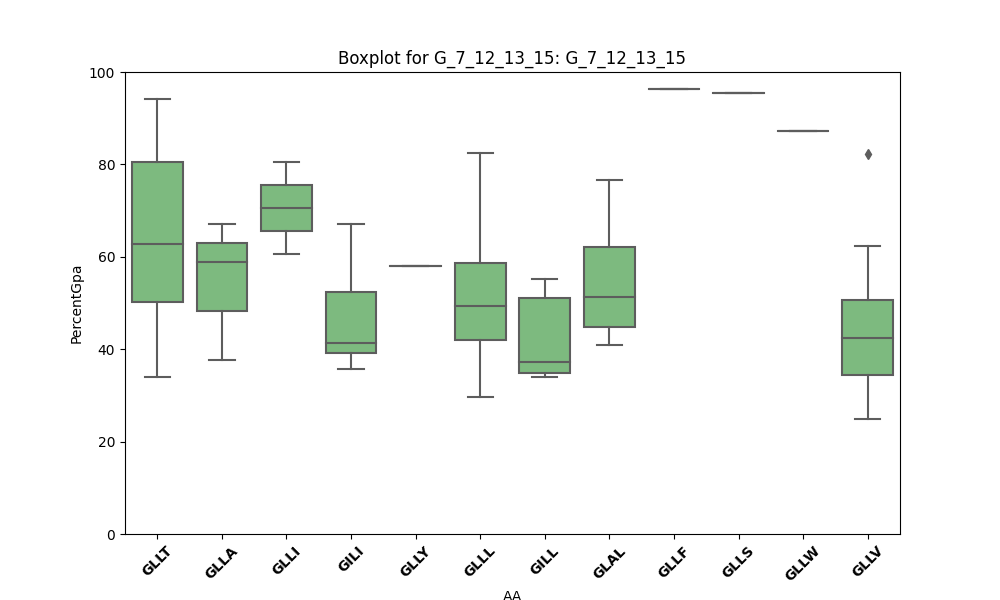 Boxplot for G_7_12_13_15: G_7_12_13_15
PercentGpa
100
80
60
40
20
0
GLLT GLLA GLLI GILI GLLY GLLL GILL GLAL GLLF GLLS GLLW GLLV
AA